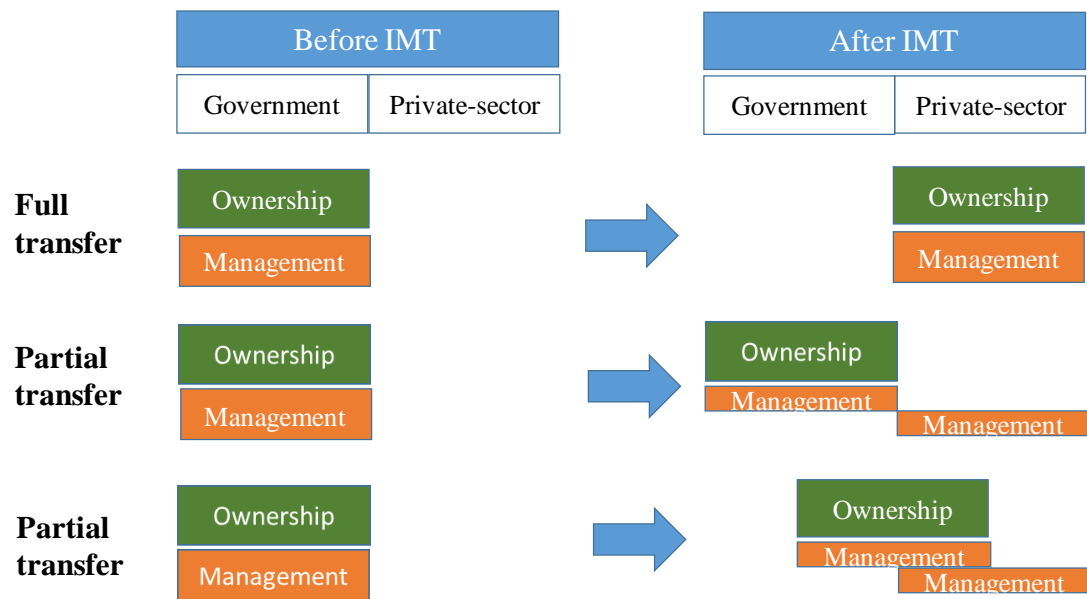 Before IMT
After IMT
Government
Private-sector
Government
Private-sector
Full
transfer
Ownership
Management
Ownership
Management
Partial
transfer
Ownership
Management
Ownership
Management
Management
Partial
transfer
Ownership
Management
Ownership
Management
Management